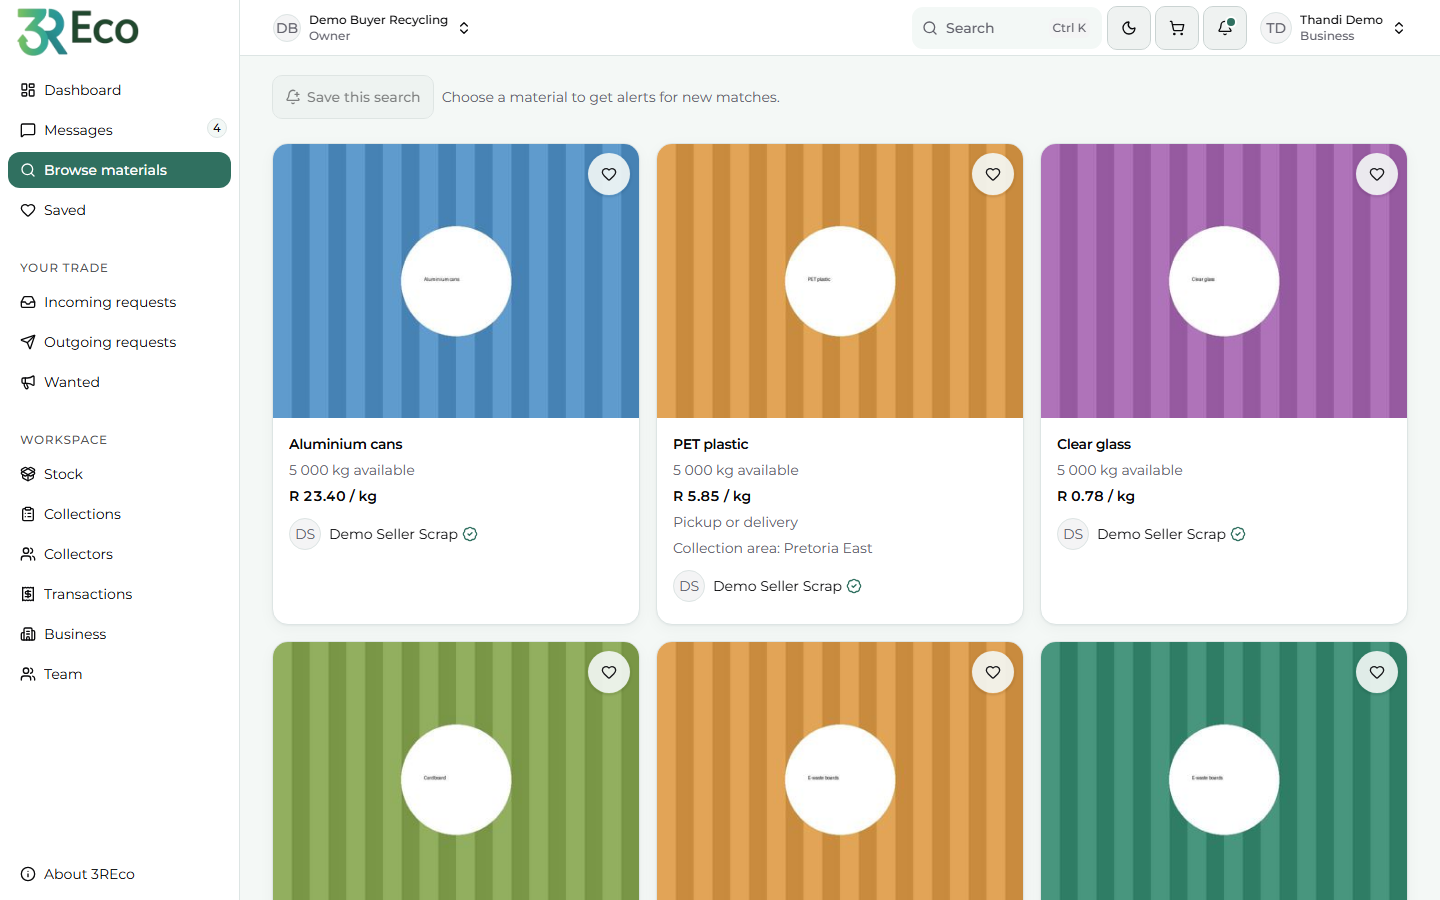 3R Eco
Dashboard
Messages
4
Browse materials
Saved
YOUR TRADE
Incoming requests
Outgoing requests
Wanted
WORKSPACE
Stock
Collections
Collectors
Transactions
Business
Team
About 3REco
DB
Demo Buyer Recycling
Owner
Search
Ctrl K
TD
Thandi Demo
Business
Save this search
Choose a material to get alerts for new matches.
Aluminium cans
Aluminium cans
5 000 kg available
R 23.40 / kg
DS
Demo Seller Scrap
PET plastic
PET plastic
5 000 kg available
R 5.85 / kg
Pickup or delivery
Collection area: Pretoria East
DS
Demo Seller Scrap
Clear glass
Clear glass
5 000 kg available
R 0.78 / kg
DS
Demo Seller Scrap
Cardboard
E-waste boards
E-waste boards